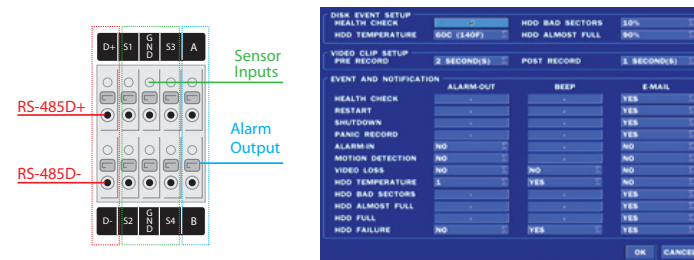 D+ S1 GND S3 A
Sensor
Inputs
RS-485D+
Alarm
Output
RS-485D-
D- S2 GND S4 B
DISK EVENT SETUP
HEALTH CHECK HDD BAD SECTORS 10%
HDD TEMPERATURE 60C (140F) HDD ALMOST FULL 90%
VIDEO CLIP SETUP
PRE RECORD 2 SECOND(S) POST RECORD 1 SECOND(S)
EVENT AND NOTIFICATION
ALARM-OUT BEEP E-MAIL
HEALTH CHECK - - YES
RESTART - - YES
SHUTDOWN - - YES
PANIC RECORD - - YES
ALARM-IN NO - NO
MOTION DETECTION NO - NO
VIDEO LOSS NO NO NO
HDD TEMPERATURE 1 YES NO
HDD BAD SECTORS - - YES
HDD ALMOST FULL - - YES
HDD FULL - - YES
HDD FAILURE NO YES YES
OK CANCEL